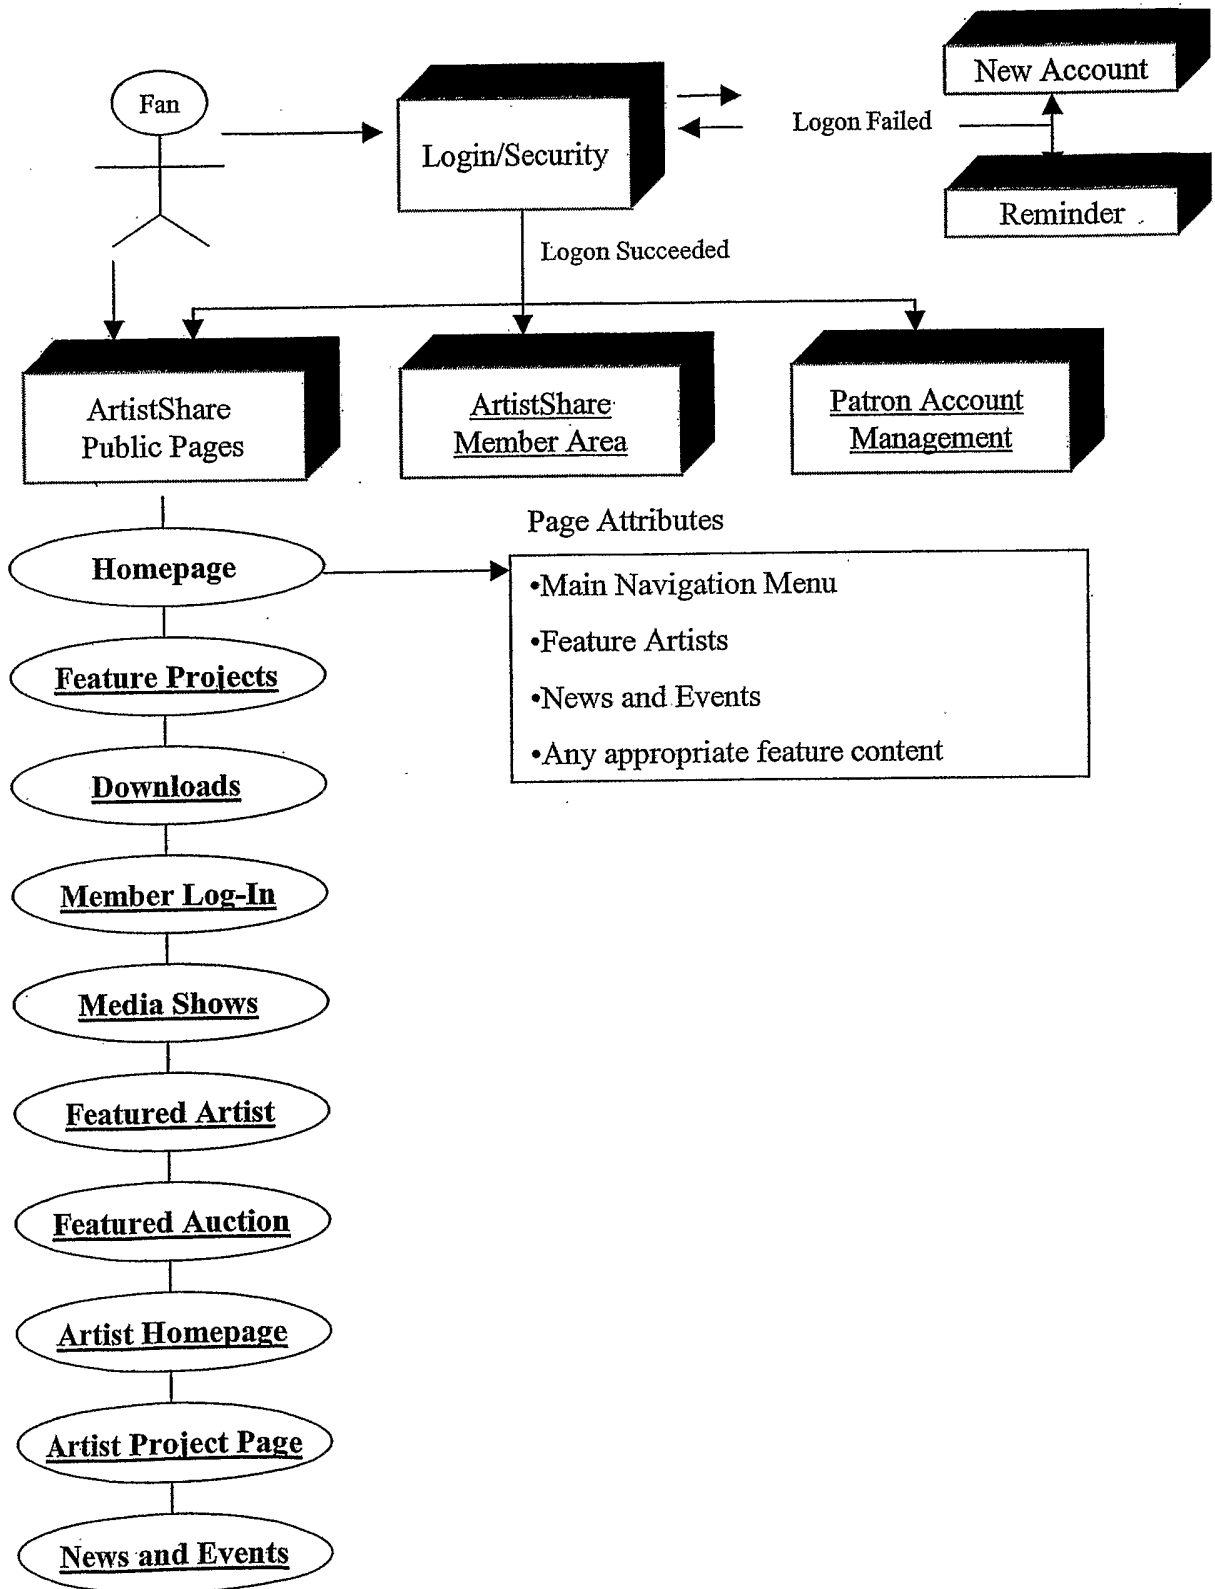 New Account
Fan
Logon Failed
Login/Security
Reminder
Logon Succeeded
ArtistShare
Public Pages
ArtistShare
Member Area
Patron Account
Management
Page Attributes
Homepage
•Main Navigation Menu
•Feature Artists
•News and Events
•Any appropriate feature content
Feature Projects
Downloads
Member Log-In
Media Shows
Featured Artist
Featured Auction
Artist Homepage
Artist Project Page
News and Events